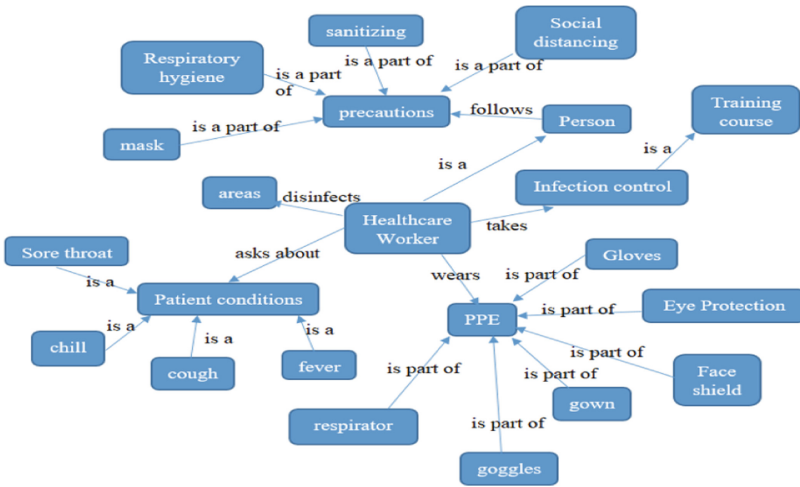 Social
distancing
sanitizing
Respiratory
hygiene
is a part of
is a part of
is a part
of
Training
course
precautions
follows
Person
is a part of
mask
is a
is a
areas
disinfects
Infection control
Healthcare
Worker
takes
Sore throat
asks about
Gloves
wears
is part of
is a
Patient conditions
PPE
is part of
Eye Protection
is a
is a
is a
chill
is part of
cough
fever
is part of
is part of
Face
shield
gown
respirator
is part of
goggles